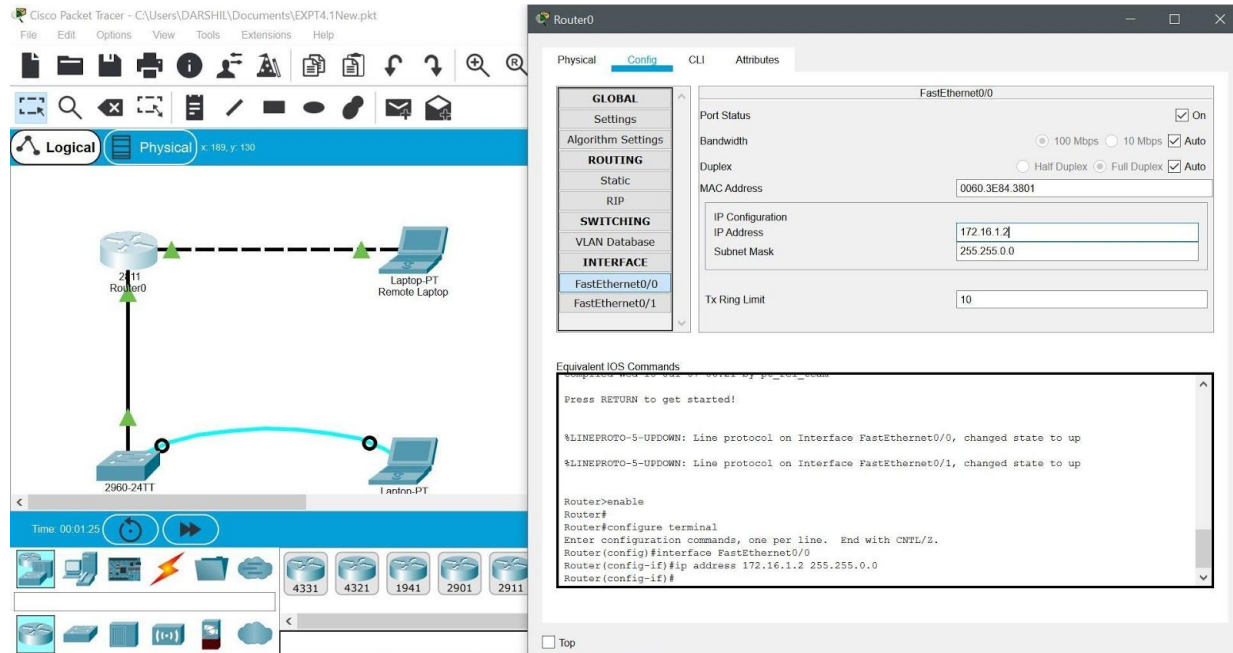 Cisco Packet Tracer - C:\Users\DARSHIL\Documents\EXPT4.1New.pkt
File Edit Options View Tools Extensions Help
Logical
Physical
x: 189, y: 130
2811
Router0
Laptop-PT
Remote Laptop
2960-24TT
Laptop-PT
Time: 00:01:25
4331
4321
1941
2901
2911
Router0
Physical Config CLI Attributes
GLOBAL
Settings
Algorithm Settings
ROUTING
Static
RIP
SWITCHING
VLAN Database
INTERFACE
FastEthernet0/0
FastEthernet0/1
FastEthernet0/0
Port Status On
Bandwidth 100 Mbps 10 Mbps Auto
Duplex Half Duplex Full Duplex Auto
MAC Address 0060.3E84.3801
IP Configuration
IP Address 172.16.1.2
Subnet Mask 255.255.0.0
Tx Ring Limit 10
Equivalent IOS Commands
Press RETURN to get started!
%LINEPROTO-5-UPDOWN: Line protocol on Interface FastEthernet0/0, changed state to up
%LINEPROTO-5-UPDOWN: Line protocol on Interface FastEthernet0/1, changed state to up
Router>enable
Router#
Router#configure terminal
Enter configuration commands, one per line. End with CNTL/Z.
Router(config)#interface FastEthernet0/0
Router(config-if)#ip address 172.16.1.2 255.255.0.0
Router(config-if)#
Top